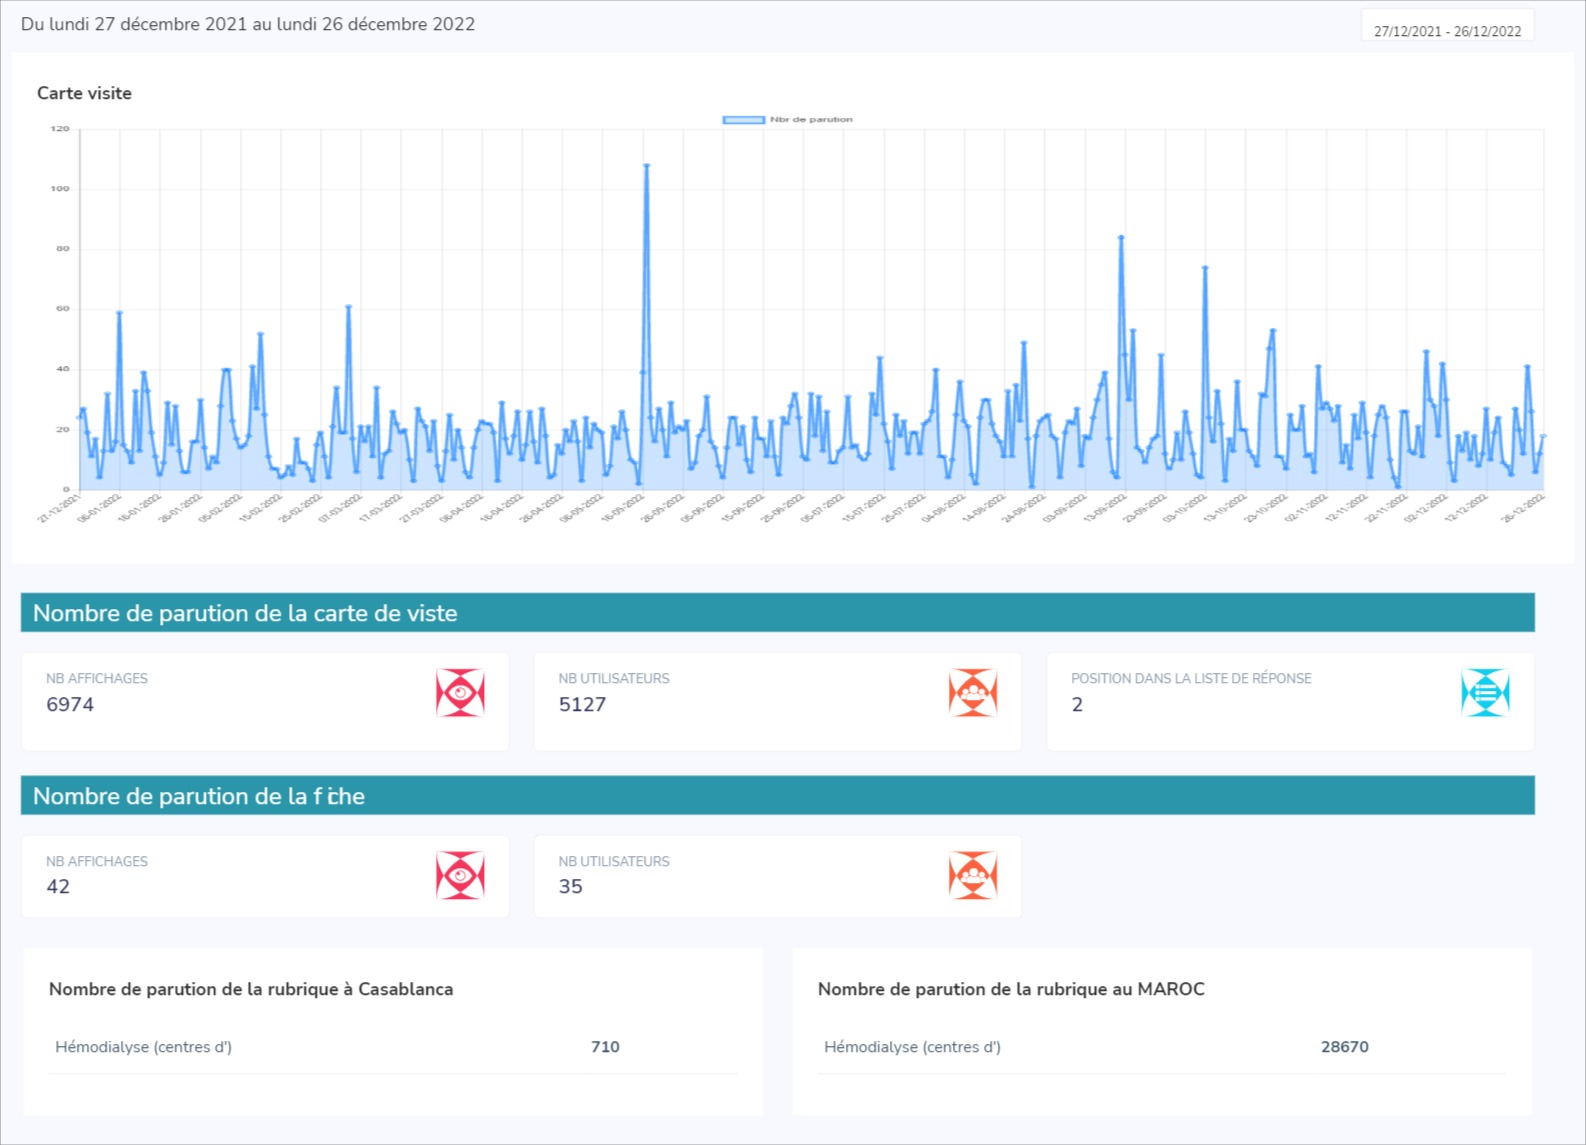 Du lundi 27 décembre 2021 au lundi 26 décembre 2022
27/12/2021 - 26/12/2022
Carte visite
Nbr de parution
120
100
80
60
40
20
0
27-12-2021 06-01-2022 16-01-2022 26-01-2022 05-02-2022 15-02-2022 25-02-2022 07-03-2022 17-03-2022 27-03-2022 06-04-2022 16-04-2022 26-04-2022 06-05-2022 16-05-2022 26-05-2022 05-06-2022 15-06-2022 25-06-2022 05-07-2022 15-07-2022 25-07-2022 04-08-2022 14-08-2022 24-08-2022 03-09-2022 13-09-2022 23-09-2022 03-10-2022 13-10-2022 23-10-2022 02-11-2022 12-11-2022 22-11-2022 02-12-2022 12-12-2022 26-12-2022
Nombre de parution de la carte de viste
NB AFFICHAGES
6974
NB UTILISATEURS
5127
POSITION DANS LA LISTE DE RÉPONSE
2
Nombre de parution de la fiche
NB AFFICHAGES
42
NB UTILISATEURS
35
Nombre de parution de la rubrique à Casablanca
Hémodialyse (centres d') 710
Nombre de parution de la rubrique au MAROC
Hémodialyse (centres d') 28670